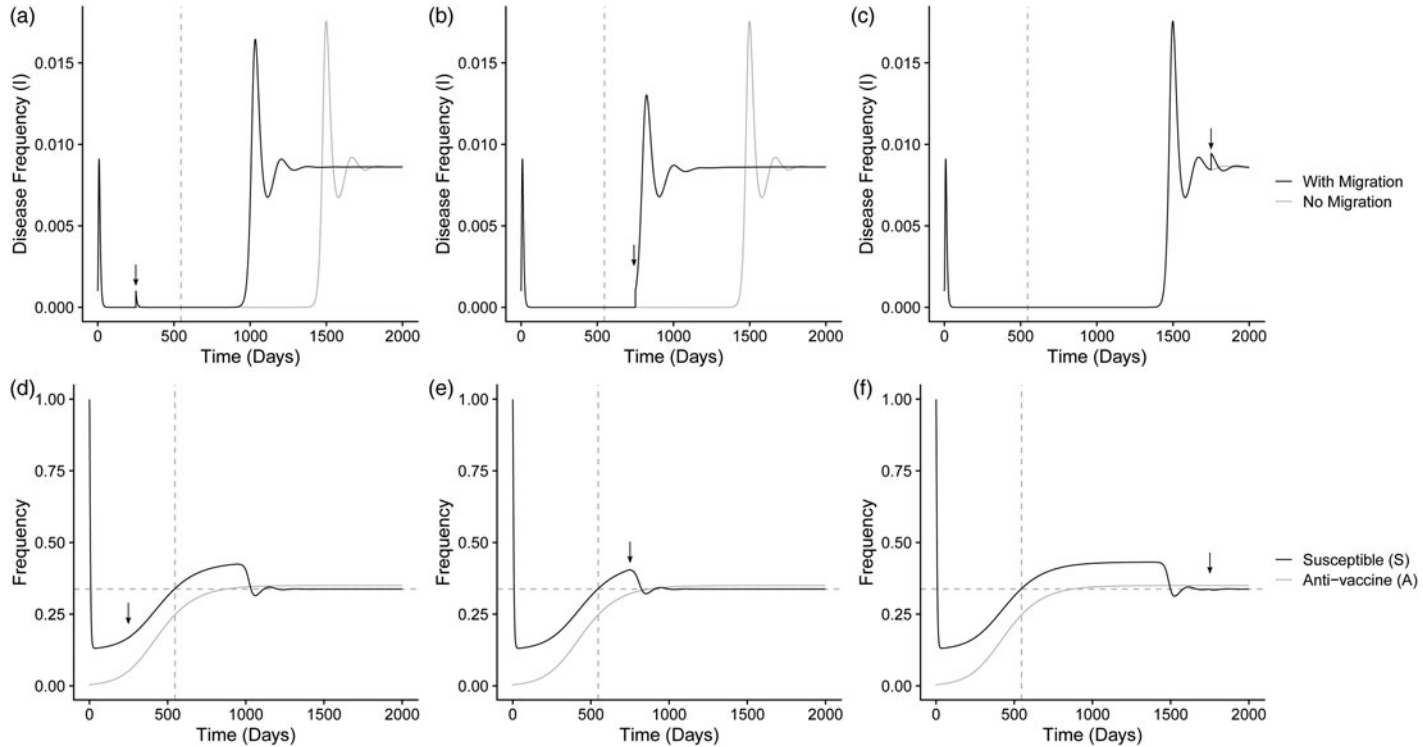 (a)
Disease Frequency (I)
0.015
0.010
0.005
0.000
0 500 1000 1500 2000
Time (Days)
(b)
Disease Frequency (I)
0.015
0.010
0.005
0.000
0 500 1000 1500 2000
Time (Days)
(c)
Disease Frequency (I)
0.015
0.010
0.005
0.000
0 500 1000 1500 2000
Time (Days)
With Migration
No Migration
(d)
Frequency
1.00
0.75
0.50
0.25
0.00
0 500 1000 1500 2000
Time (Days)
(e)
Frequency
1.00
0.75
0.50
0.25
0.00
0 500 1000 1500 2000
Time (Days)
(f)
Frequency
1.00
0.75
0.50
0.25
0.00
0 500 1000 1500 2000
Time (Days)
Susceptible (S)
Anti−vaccine (A)